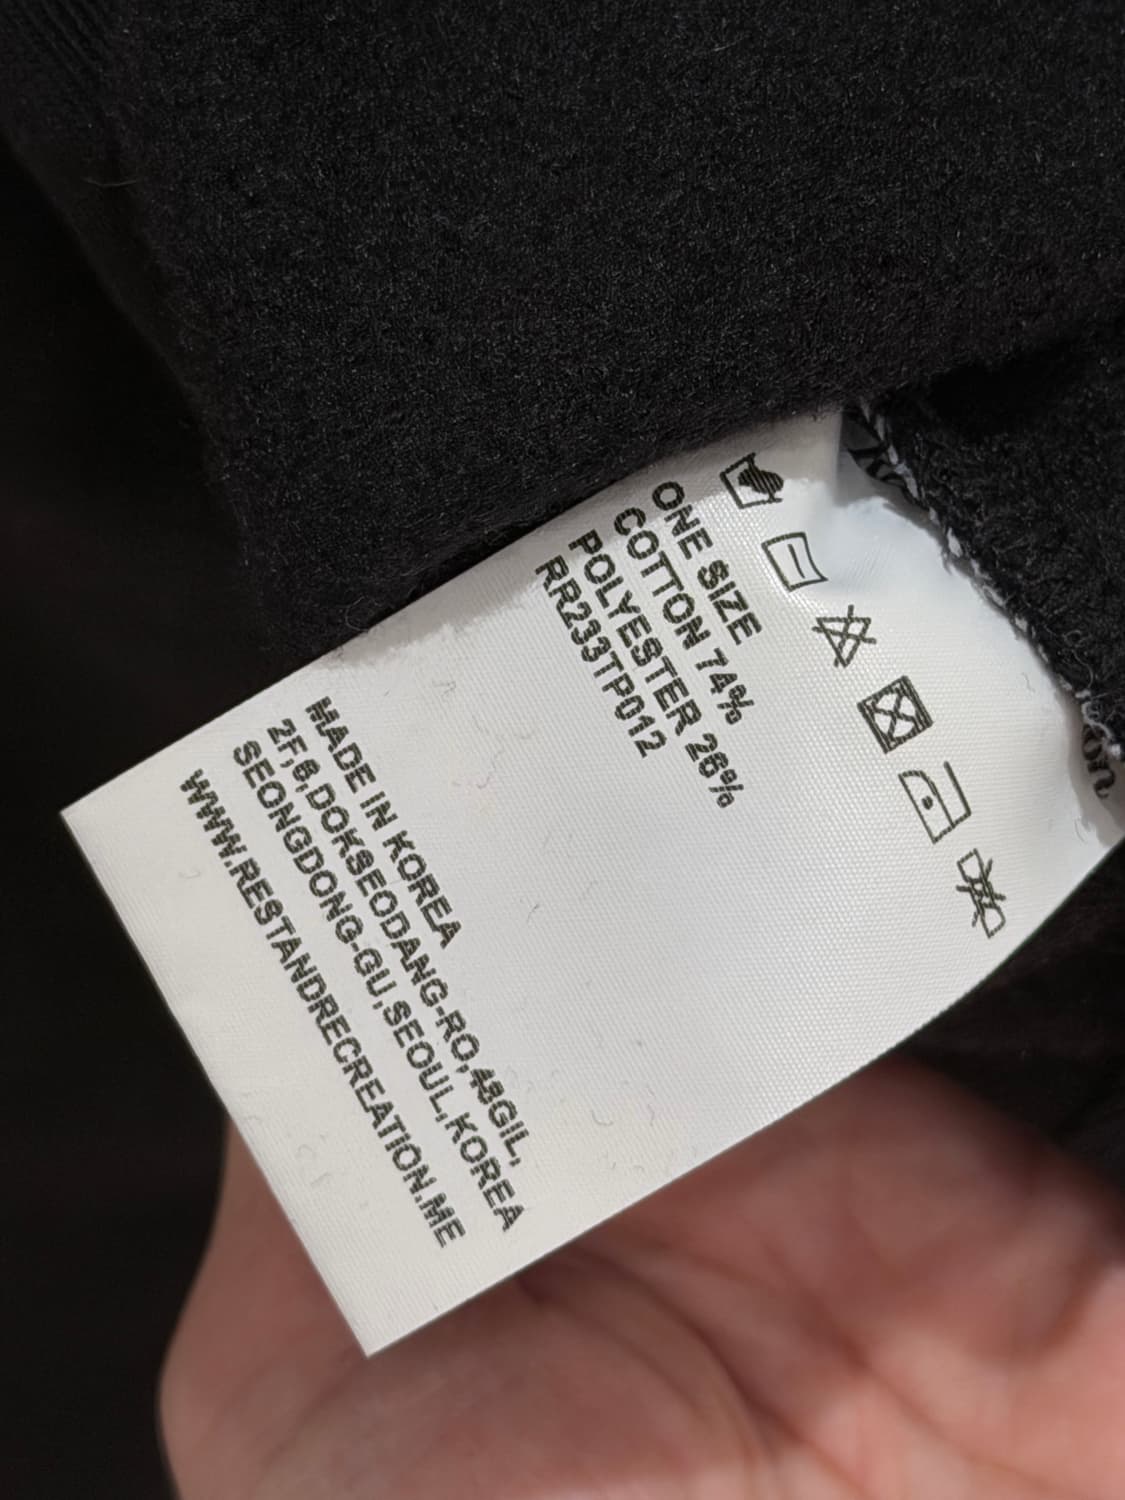 ONE SIZE
COTTON 74%
POLYESTER 26%
RR233TP012
MADE IN KOREA
2F,6,DOKSEODANG-RO,48GIL,
SEONGDONG-GU,SEOUL,KOREA
WWW.RESTANDRECREATION.ME